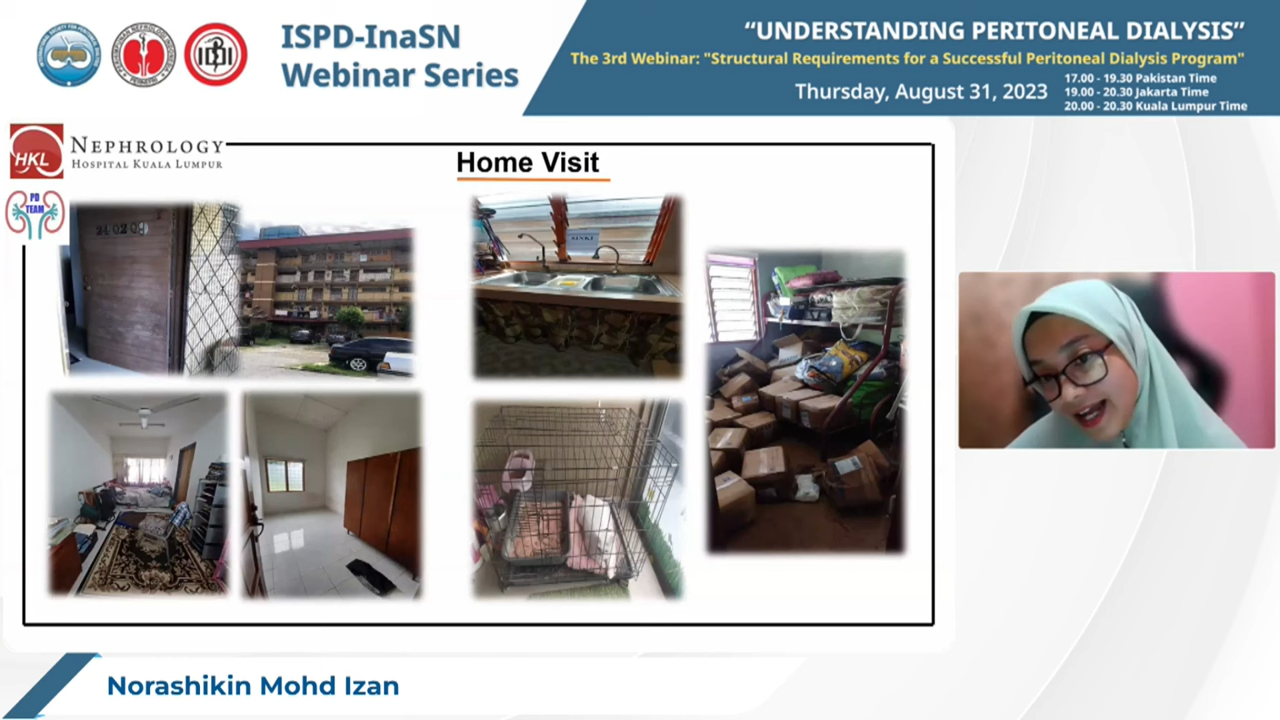 ISPD-InaSN
Webinar Series
“UNDERSTANDING PERITONEAL DIALYSIS”
The 3rd Webinar: "Structural Requirements for a Successful Peritoneal Dialysis Program"
Thursday, August 31, 2023
17.00 - 19.30 Pakistan Time
19.00 - 20.30 Jakarta Time
20.00 - 20.30 Kuala Lumpur Time
HKL
NEPHROLOGY
HOSPITAL KUALA LUMPUR
PD
TEAM
Home Visit
Norashikin Mohd Izan